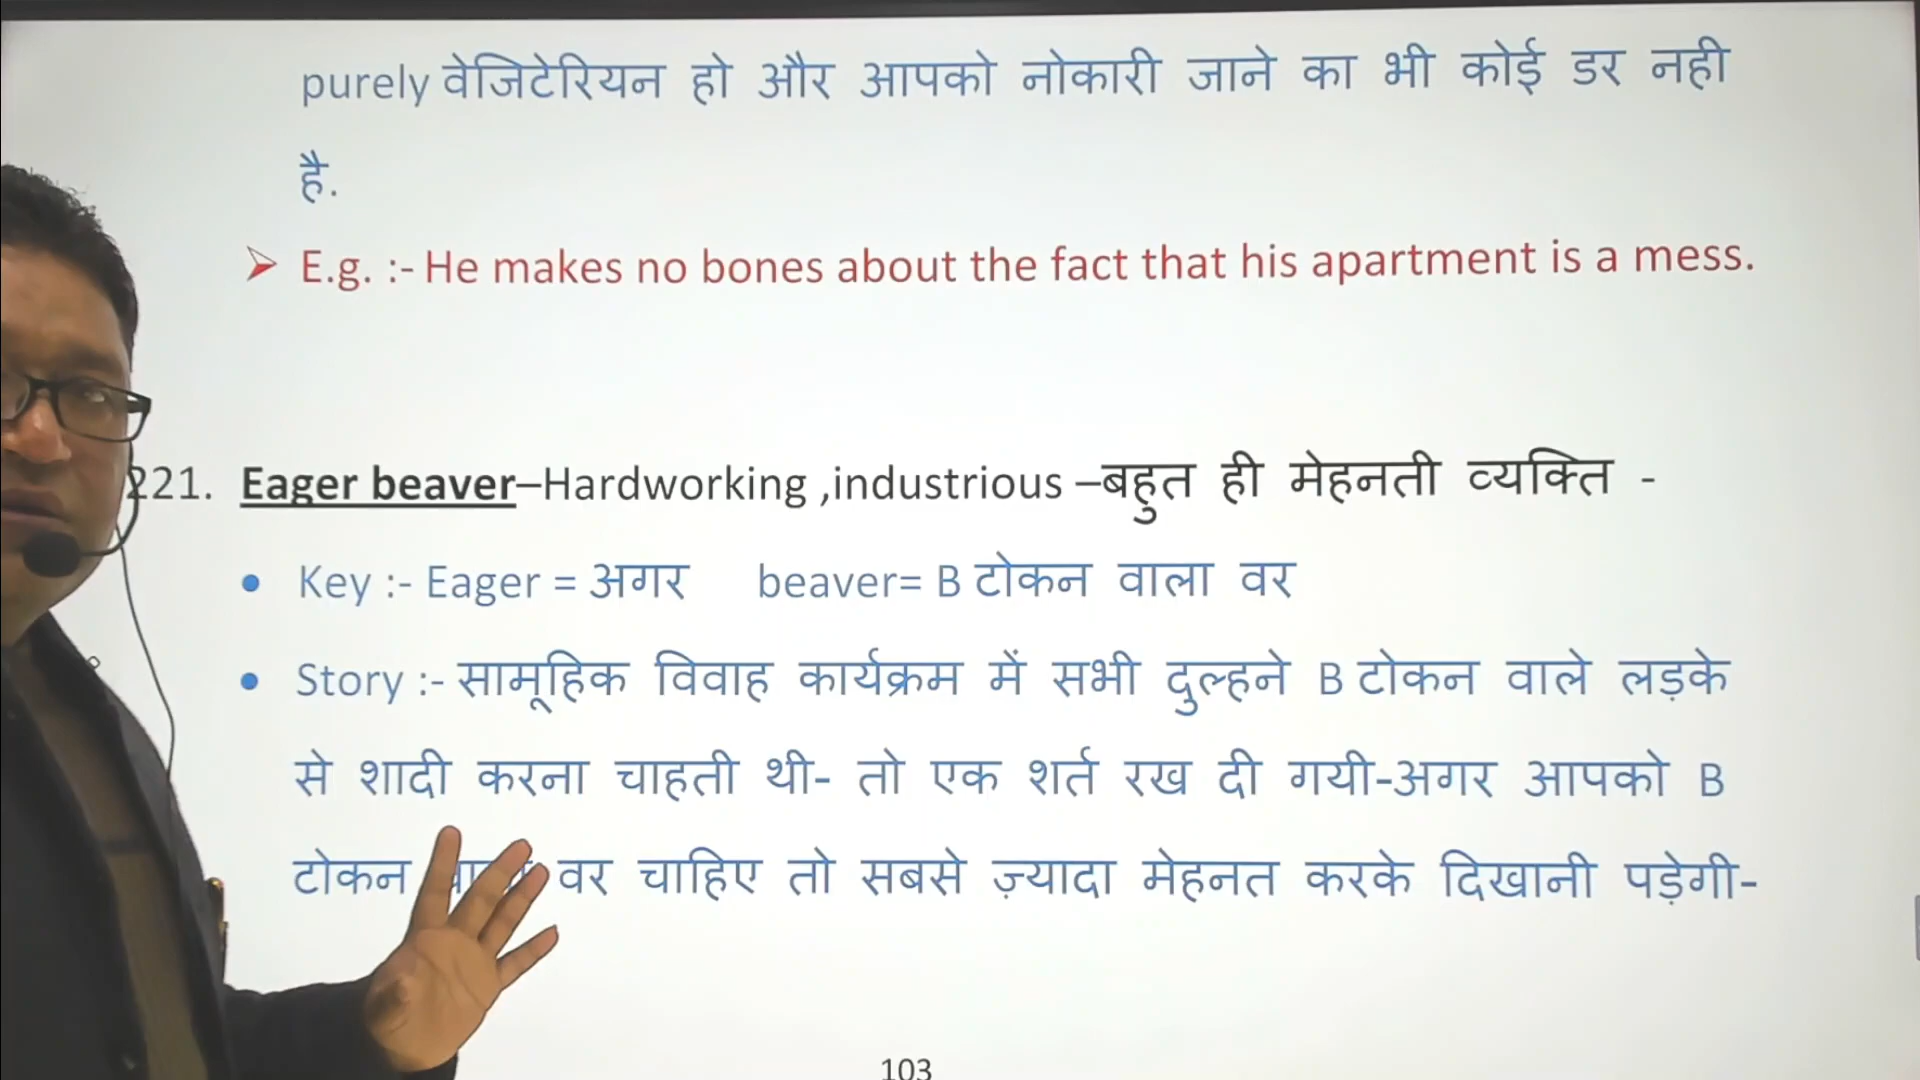 purely वेजिटेरियन हो और आपको नोकारी जाने का भी कोई डर नही
है.
➢ E.g. :- He makes no bones about the fact that his apartment is a mess.
221. Eager beaver–Hardworking ,industrious –बहुत ही मेहनती व्यक्ति -
• Key :- Eager = अगर beaver= B टोकन वाला वर
• Story :- सामूहिक विवाह कार्यक्रम में सभी दुल्हने B टोकन वाले लड़के
से शादी करना चाहती थी- तो एक शर्त रख दी गयी-अगर आपको B
टोकन वर चाहिए तो सबसे ज़्यादा मेहनत करके दिखानी पड़ेगी-
103